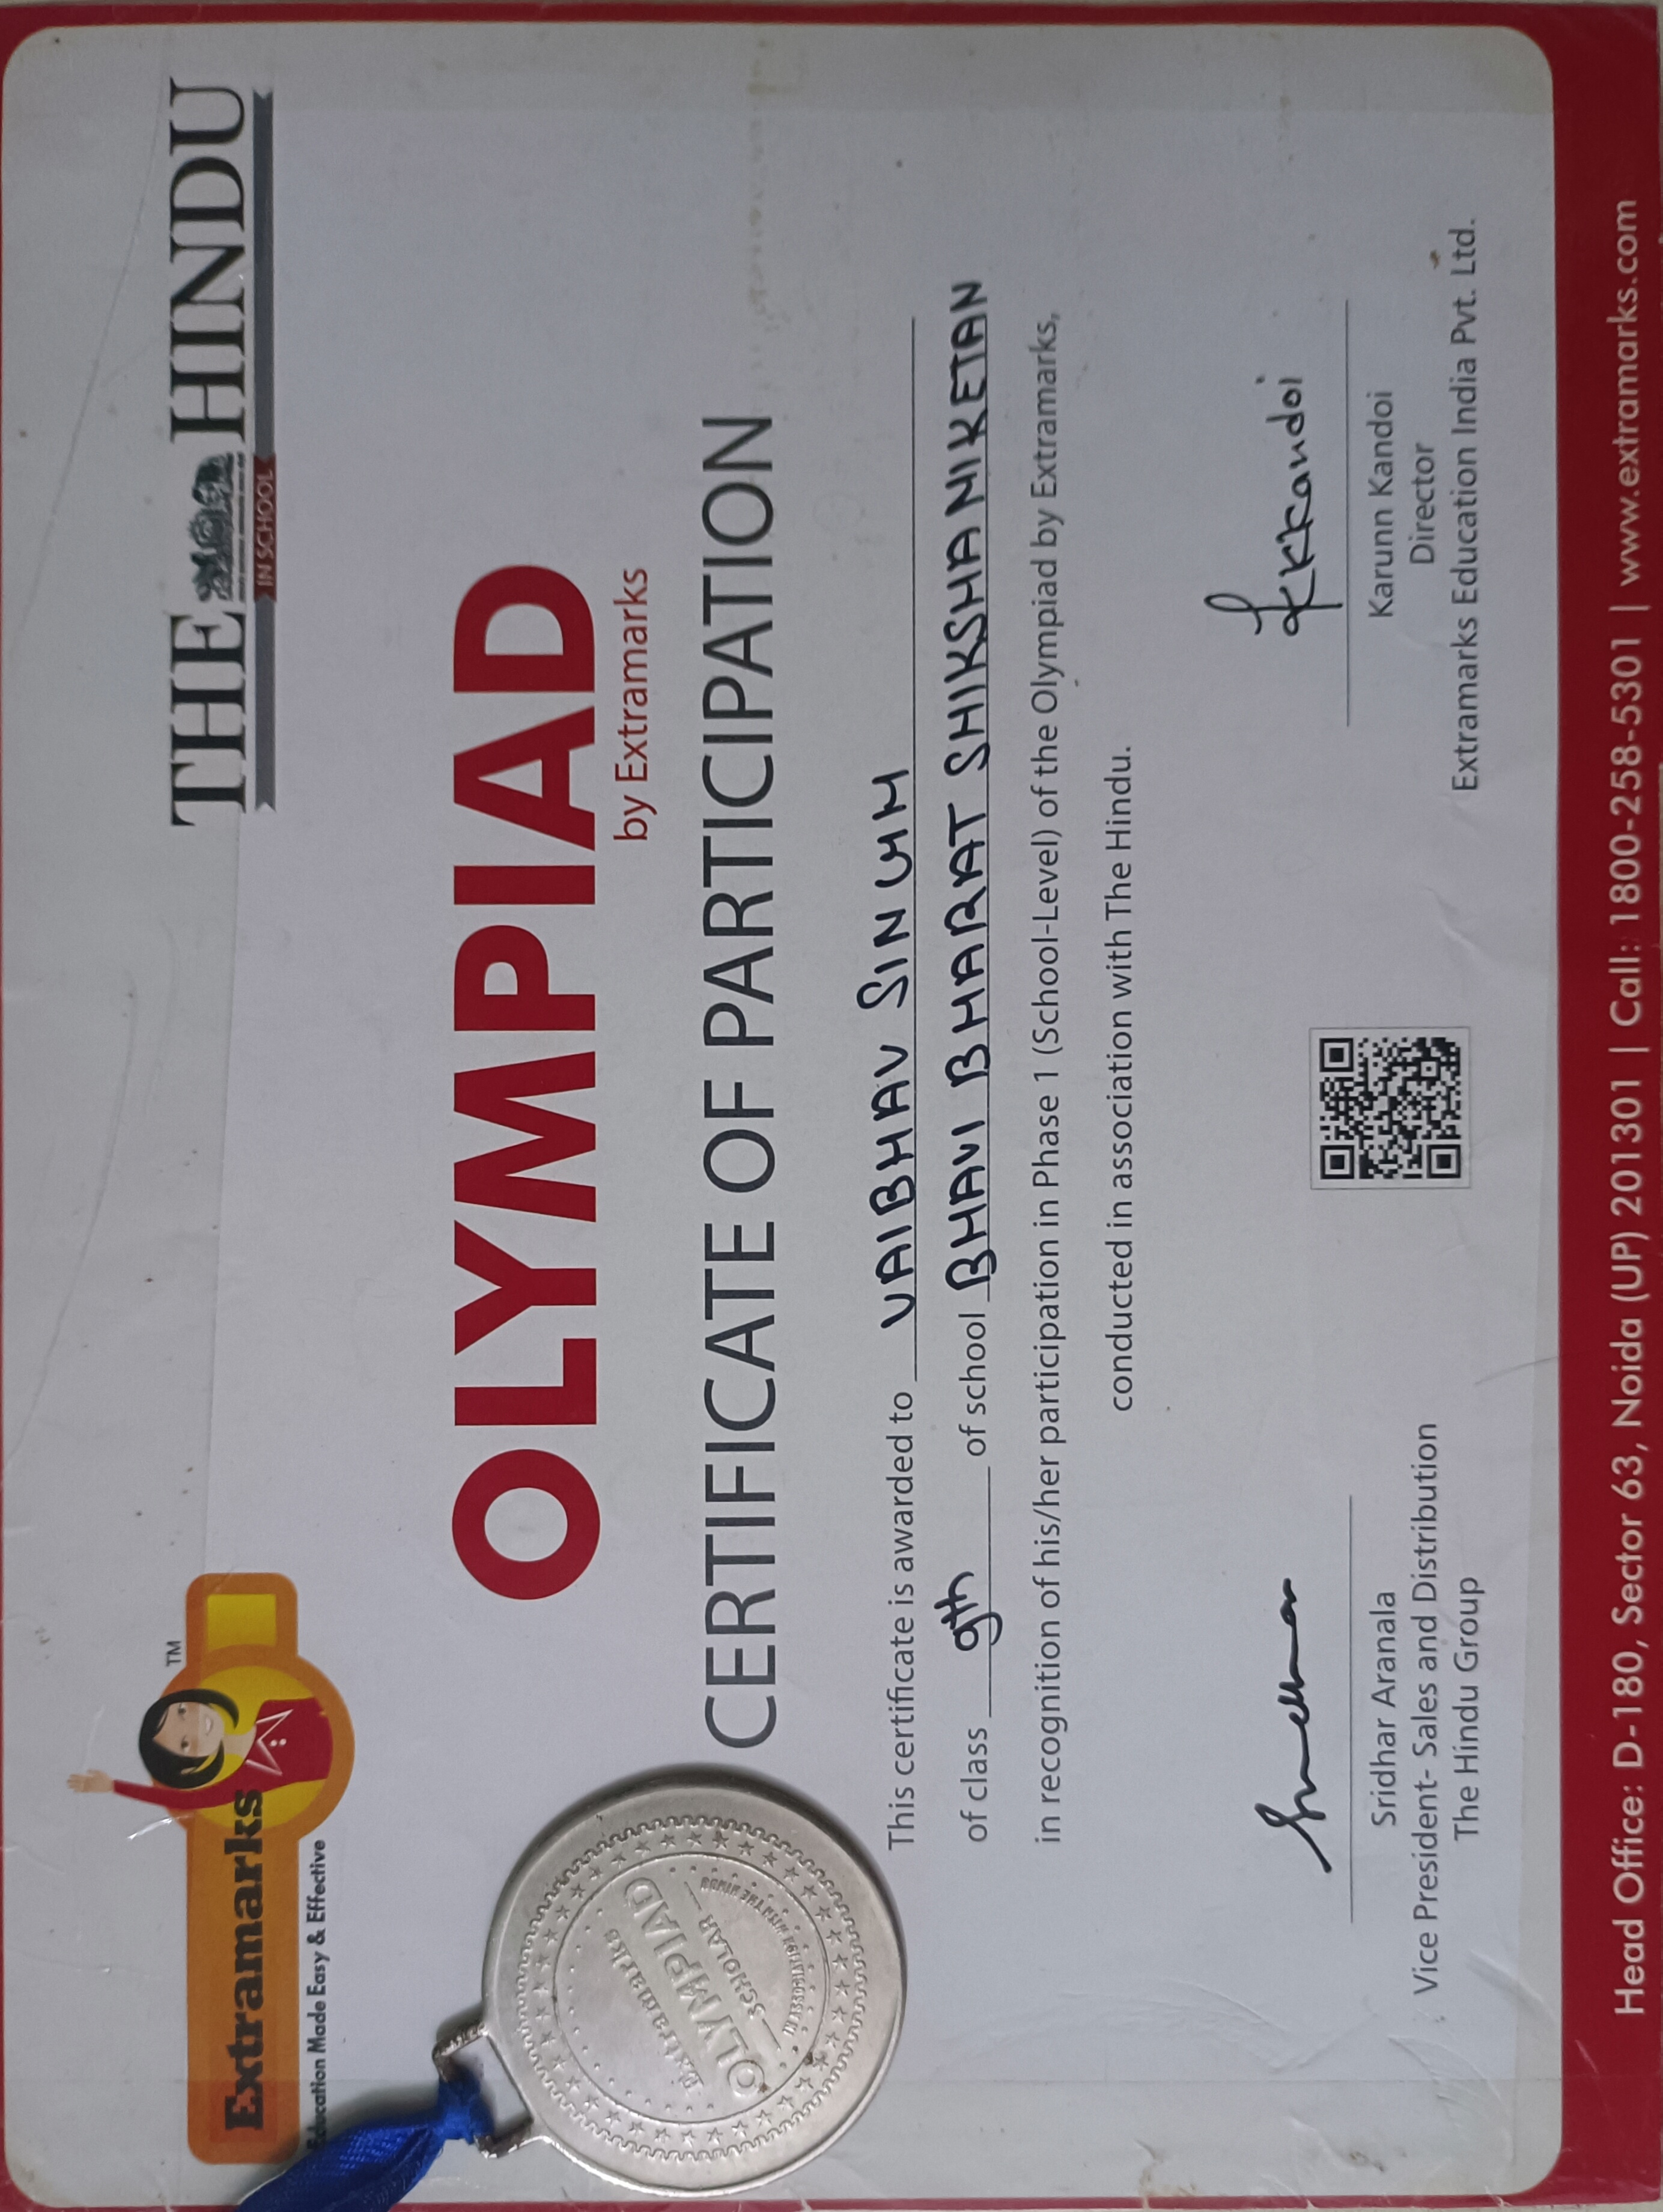 Extramarks
TM
Education Made Easy & Effective
THE HINDU
IN SCHOOL
OLYMPIAD
by Extramarks
CERTIFICATE OF PARTICIPATION
This certificate is awarded to VAIBHAV SINGH
of class 9th of school BHAVI BHARAT SHIKSHA NIKETAN
in recognition of his/her participation in Phase 1 (School-Level) of the Olympiad by Extramarks,
conducted in association with The Hindu.
Extramarks
OLYMPIAD
SCHOLAR
IN ASSOCIATION WITH THE HINDU
Sridhar Aranala
Vice President- Sales and Distribution
The Hindu Group
KKandoi
Karunn Kandoi
Director
Extramarks Education India Pvt. Ltd.
Head Office: D-180, Sector 63, Noida (UP) 201301 | Call: 1800-258-5301 | www.extramarks.com